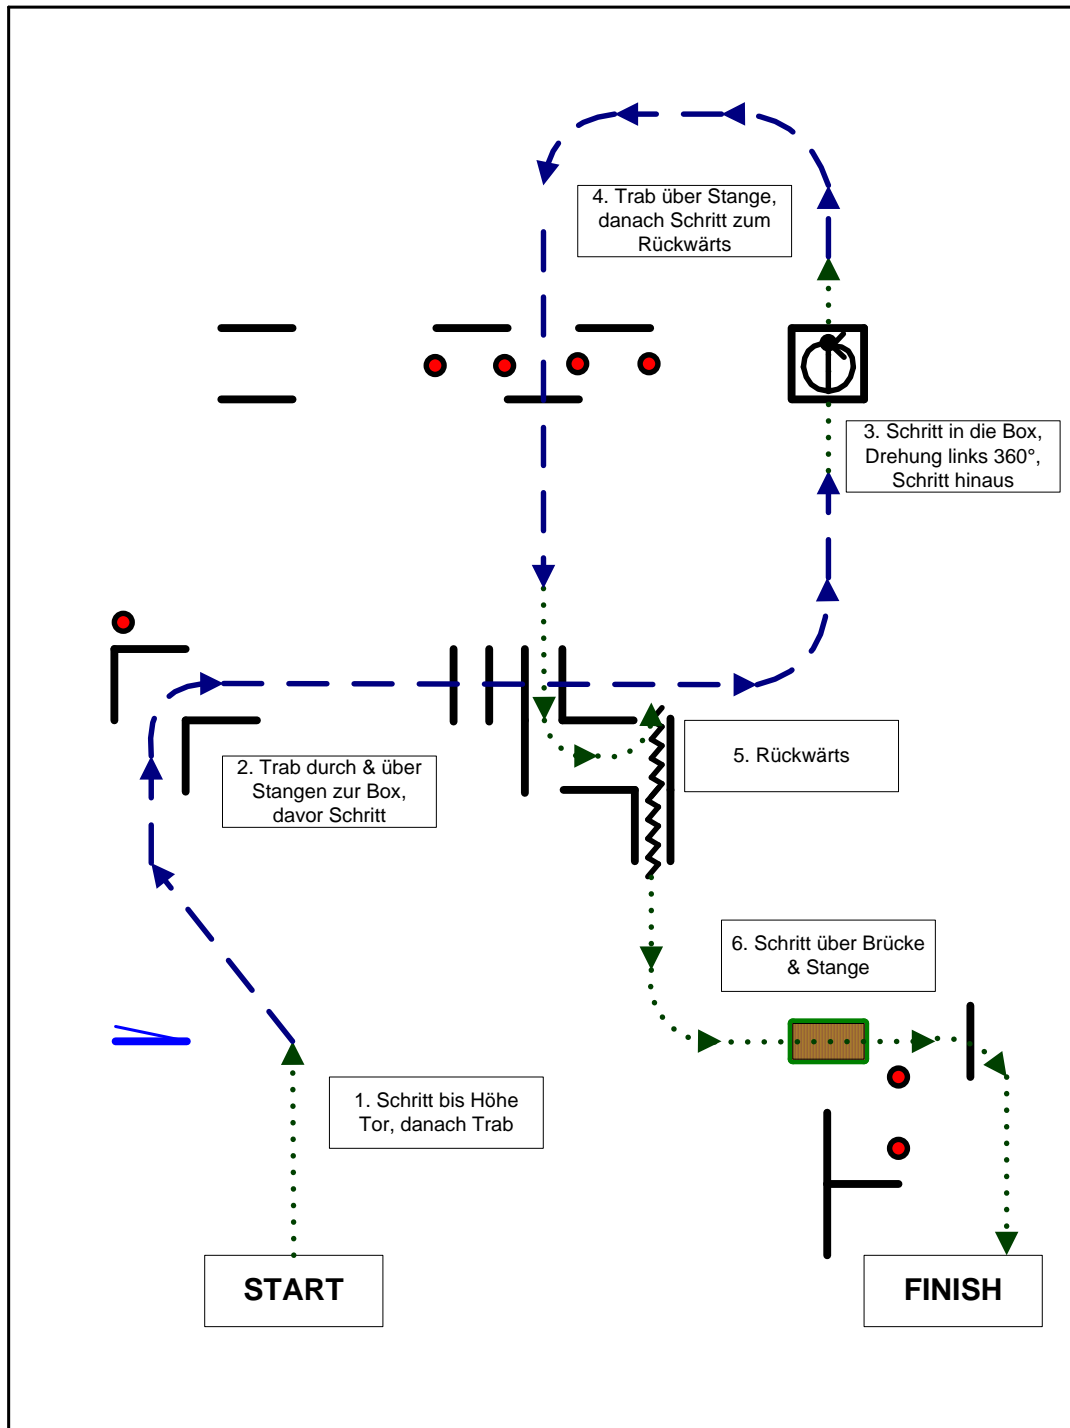 4. Trab über Stange,
danach Schritt zum
Rückwärts
3. Schritt in die Box,
Drehung links 360°,
Schritt hinaus
2. Trab durch & über
Stangen zur Box,
davor Schritt
5. Rückwärts
6. Schritt über Brücke
& Stange
1. Schritt bis Höhe
Tor, danach Trab
START
FINISH